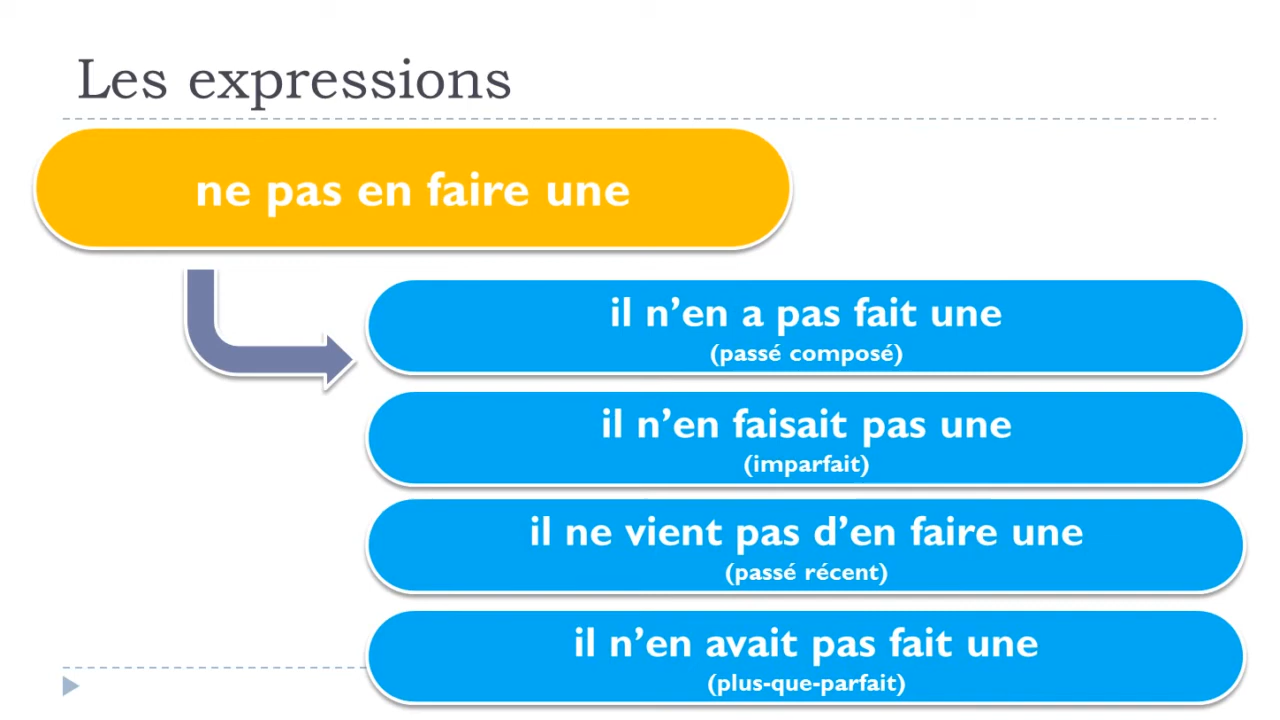 Les expressions
ne pas en faire une
il n’en a pas fait une
(passé composé)
il n’en faisait pas une
(imparfait)
il ne vient pas d’en faire une
(passé récent)
il n’en avait pas fait une
(plus-que-parfait)